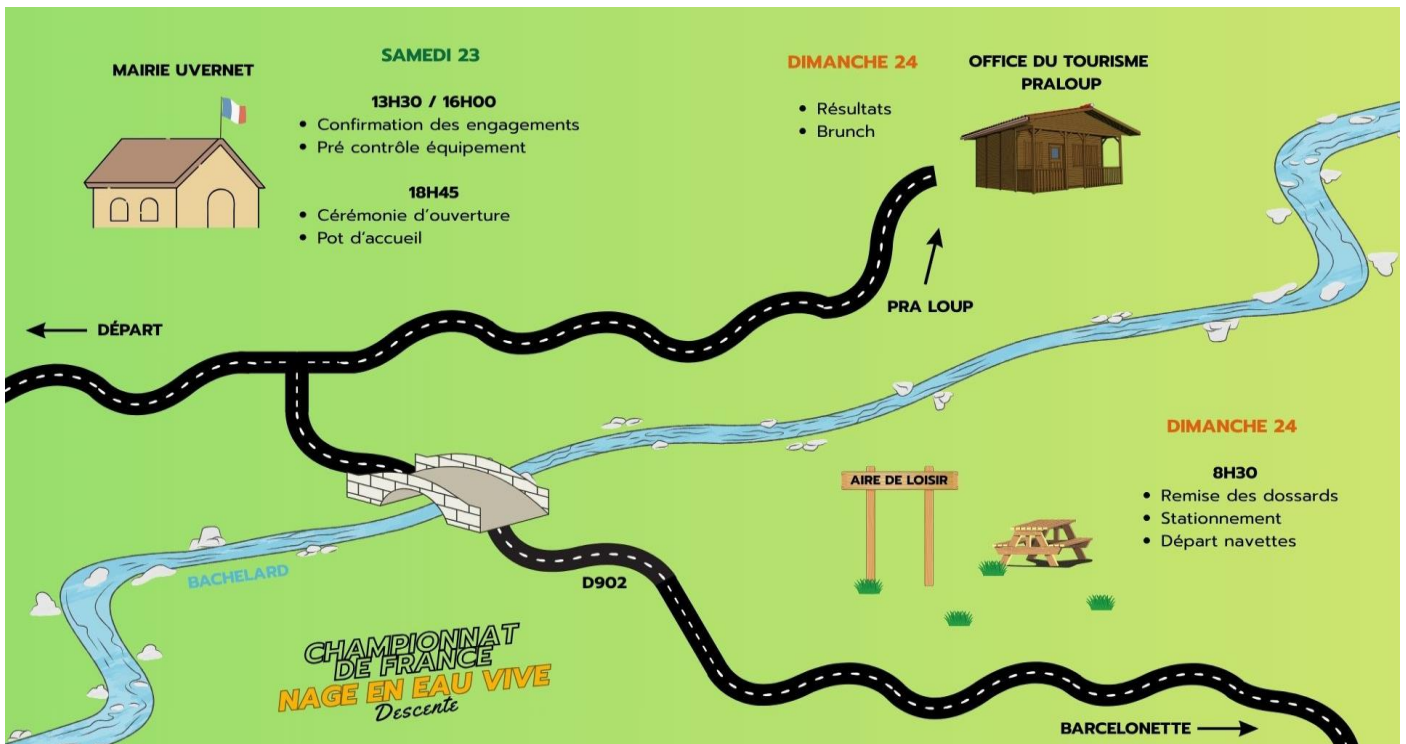 MAIRIE UVERNET
SAMEDI 23
13H30 / 16H00
• Confirmation des engagements
• Pré contrôle équipement
18H45
• Cérémonie d'ouverture
• Pot d'accueil
DIMANCHE 24
• Résultats
• Brunch
OFFICE DU TOURISME
PRALOUP
PRA LOUP
DÉPART
DIMANCHE 24
8H30
• Remise des dossards
• Stationnement
• Départ navettes
AIRE DE LOISIR
BACHELARD
D902
CHAMPIONNAT
DE FRANCE
NAGE EN EAU VIVE
Descente
BARCELONETTE